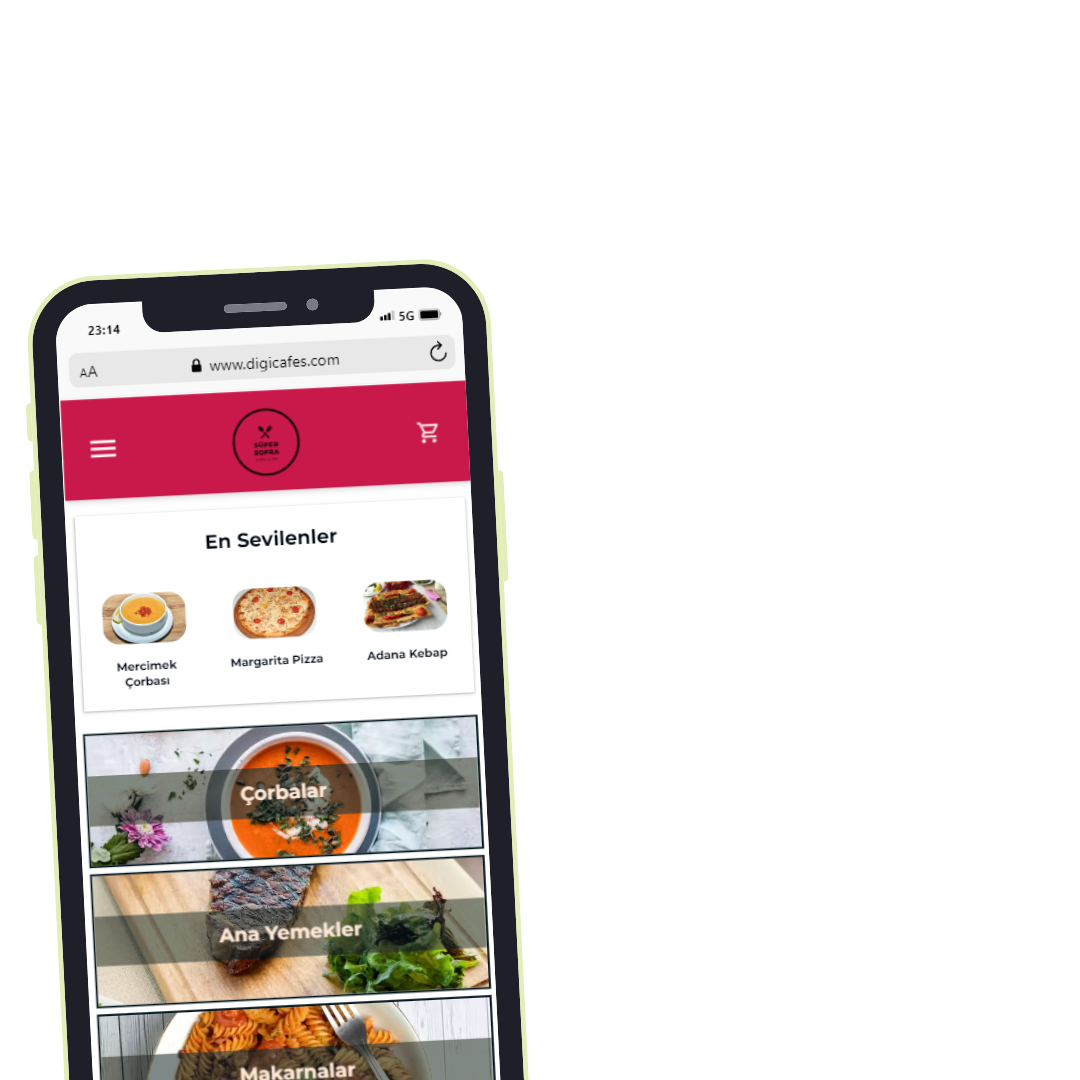 23:14
5G
AA
www.digicafes.com
SÜPER
SOFRA
En Sevilenler
Mercimek
Çorbası
Margarita Pizza
Adana Kebap
Çorbalar
Ana Yemekler
Makarnalar